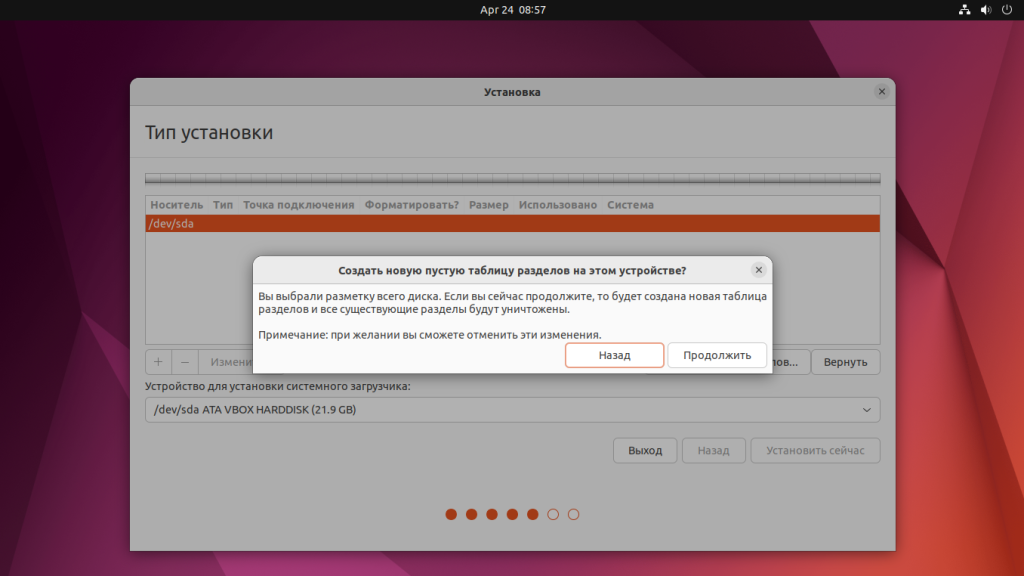 Apr 24 08:57
Установка
Тип установки
Носитель Тип Точка подключения Форматировать? Размер Использовано Система
/dev/sda
Создать новую пустую таблицу разделов на этом устройстве?
Вы выбрали разметку всего диска. Если вы сейчас продолжите, то будет создана новая таблица
разделов и все существующие разделы будут уничтожены.
Примечание: при желании вы сможете отменить эти изменения.
Назад Продолжить
+ − Измени лов... Вернуть
Устройство для установки системного загрузчика:
/dev/sda ATA VBOX HARDDISK (21.9 GB)
Выход Назад Установить сейчас